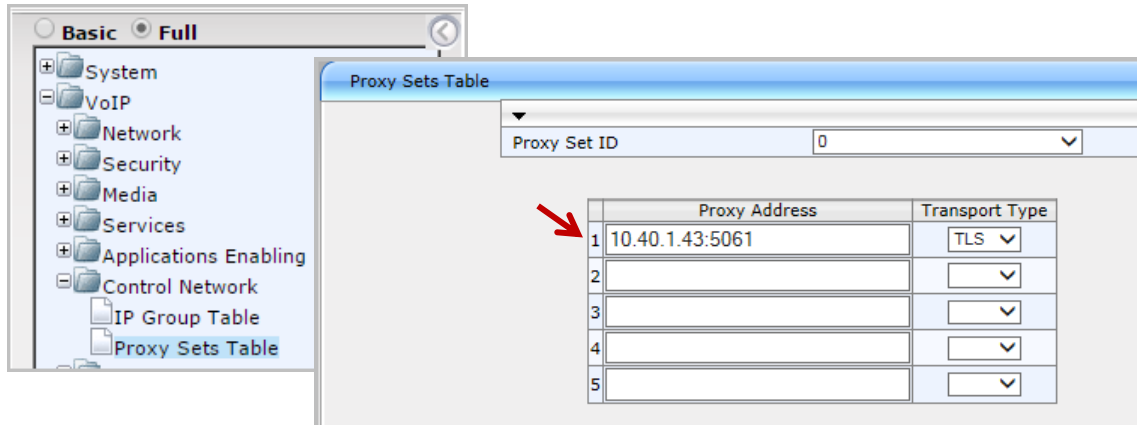 Basic Full
System
VoIP
Network
Security
Media
Services
Applications Enabling
Control Network
IP Group Table
Proxy Sets Table
Proxy Sets Table
Proxy Set ID 0
Proxy Address Transport Type
1 10.40.1.43:5061 TLS
2
3
4
5